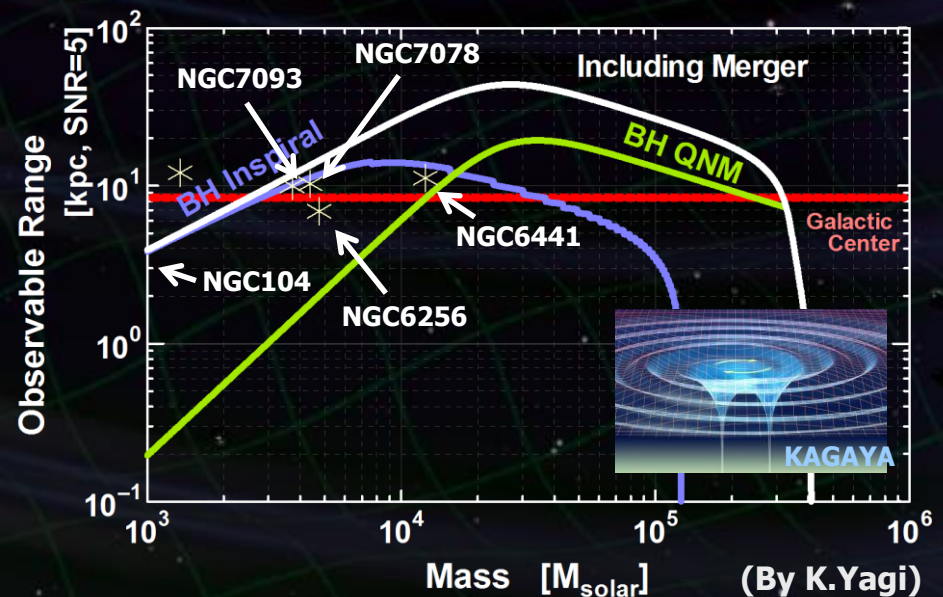 Observable Range
[kpc, SNR=5]
10²
10¹
10⁰
10⁻¹
NGC7093
NGC7078
Including Merger
BH Inspiral
BH QNM
Galactic
Center
NGC6441
NGC104
NGC6256
KAGAYA
10³
10⁴
10⁵
10⁶
Mass [Mₛₒₗₐᵣ]
(By K.Yagi)